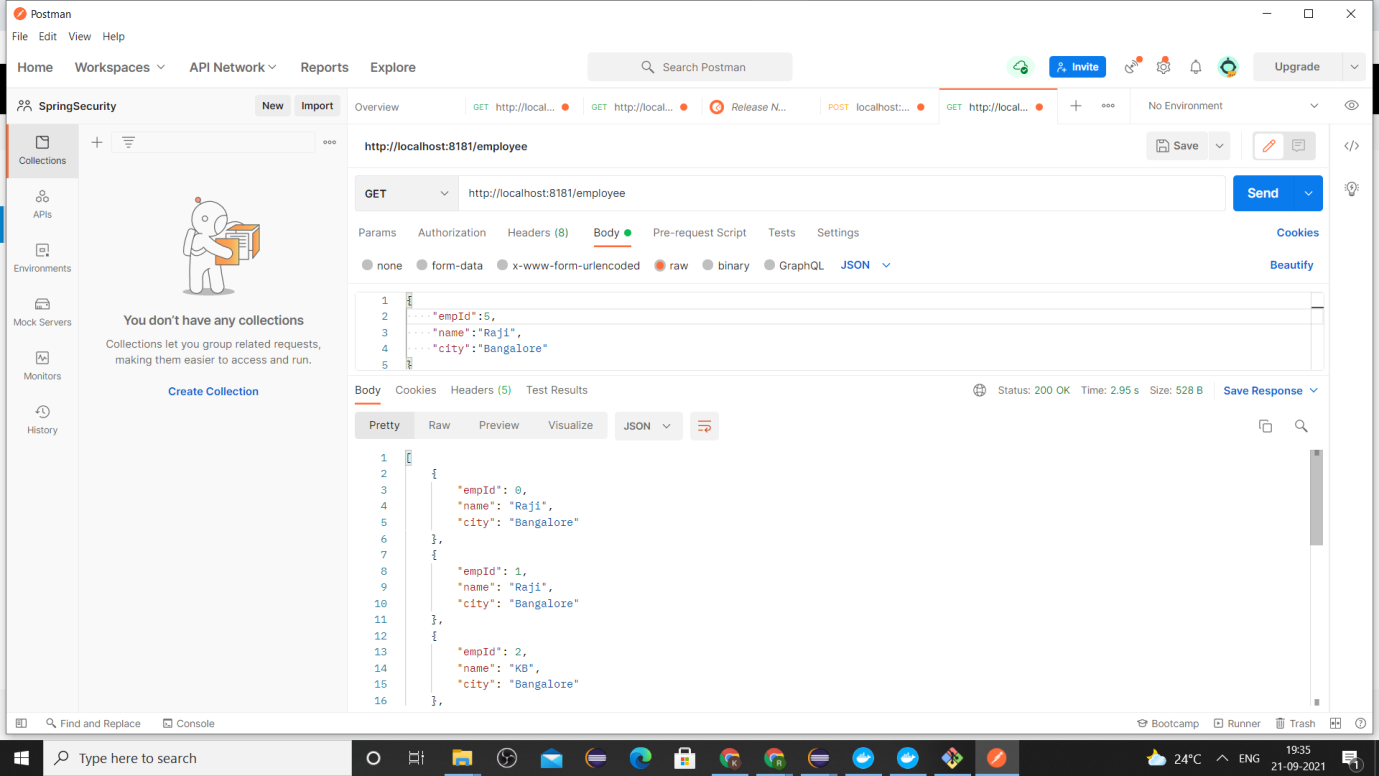 Postman
File Edit View Help
Home Workspaces API Network Reports Explore Search Postman Invite Upgrade
SpringSecurity New Import Overview GET http://local... GET http://local... Release N... POST localhost:... GET http://local... No Environment
Collections
http://localhost:8181/employee Save
GET http://localhost:8181/employee Send
APIs
Params Authorization Headers (8) Body Pre-request Script Tests Settings Cookies
none form-data x-www-form-urlencoded raw binary GraphQL JSON Beautify
Environments
1 {
2 "empId":5,
3 "name":"Raji",
4 "city":"Bangalore"
5 }
Mock Servers
You don't have any collections
Collections let you group related requests,
making them easier to access and run.
Create Collection
Monitors
History
Body Cookies Headers (5) Test Results Status: 200 OK Time: 2.95 s Size: 528 B Save Response
Pretty Raw Preview Visualize JSON
1 [
2 {
3 "empId": 0,
4 "name": "Raji",
5 "city": "Bangalore"
6 },
7 {
8 "empId": 1,
9 "name": "Raji",
10 "city": "Bangalore"
11 },
12 {
13 "empId": 2,
14 "name": "KB",
15 "city": "Bangalore"
16 },
Find and Replace Console Bootcamp Runner Trash
Type here to search K R 24°C ENG 19:35
21-09-2021 1